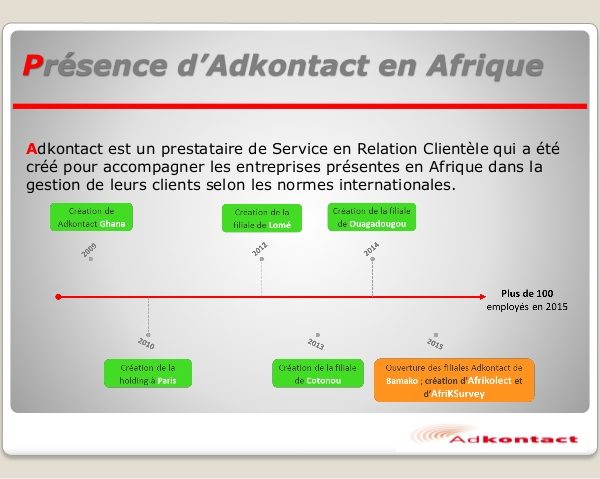 Présence d’Adkontact en Afrique
Adkontact est un prestataire de Service en Relation Clientèle qui a été
créé pour accompagner les entreprises présentes en Afrique dans la
gestion de leurs clients selon les normes internationales.
Création de
Adkontact Ghana
Création de la
filiale de Lomé
Création de la filiale
de Ouagadougou
2009
2012
2014
Plus de 100
employés en 2015
2010
2013
2015
Création de la
holding à Paris
Création de la filiale
de Cotonou
Ouverture des filiales Adkontact de
Bamako ; création d’Afrikolect et
d’AfriKSurvey
Adkontact